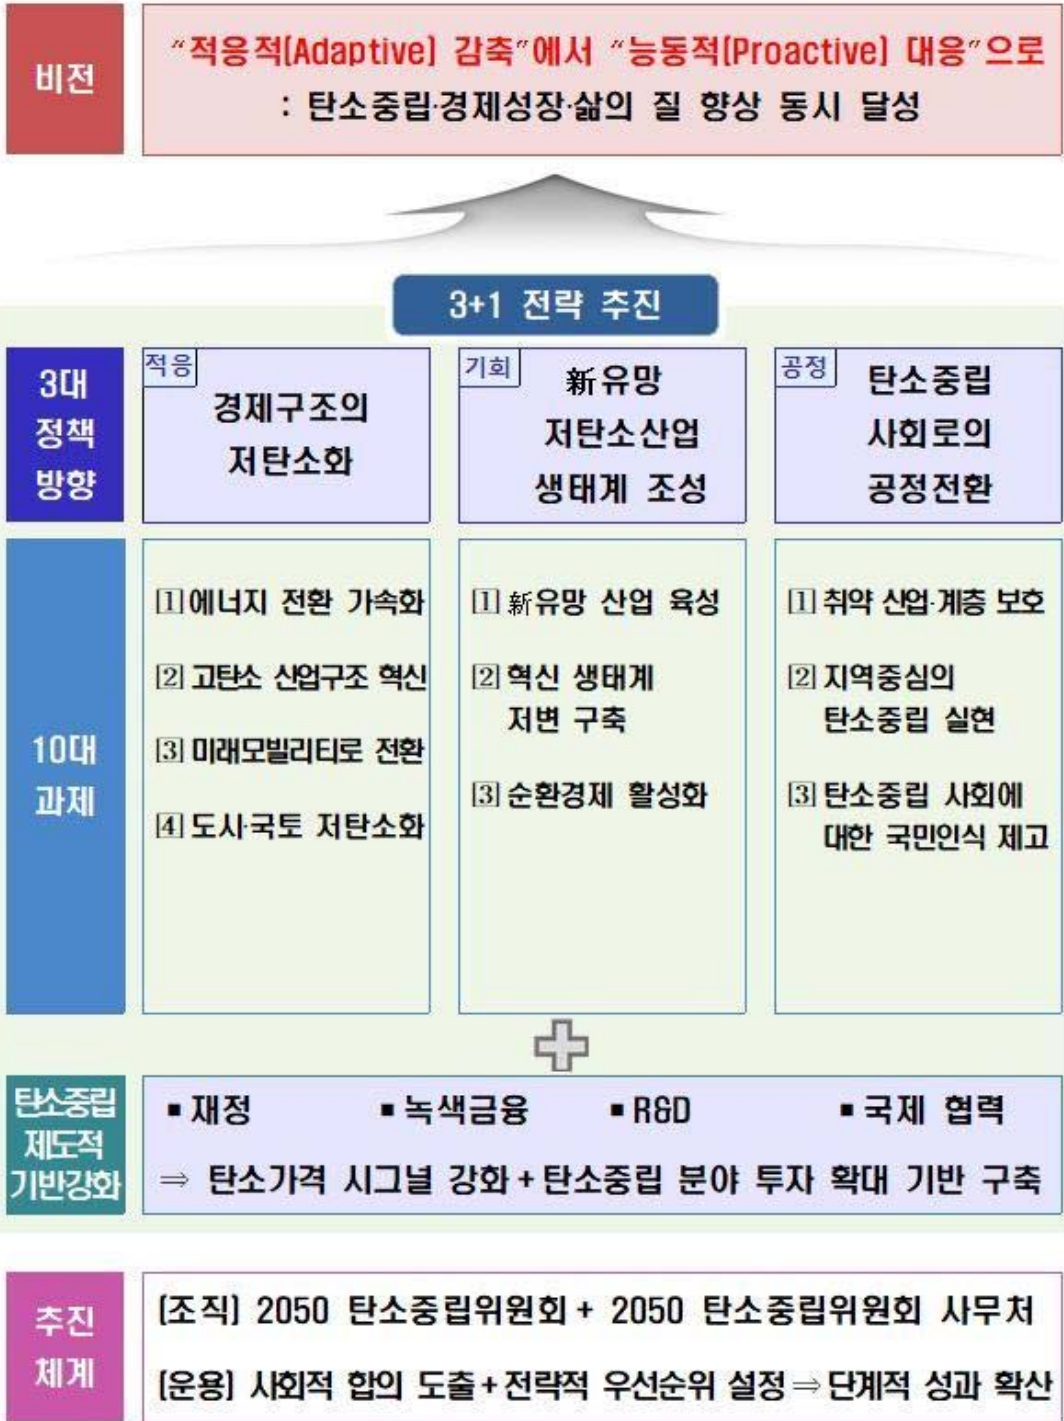 비전
“적응적(Adaptive) 감축”에서 “능동적(Proactive) 대응”으로
: 탄소중립·경제성장·삶의 질 향상 동시 달성
3+1 전략 추진
3대
정책
방향
적응
경제구조의
저탄소화
기회
新유망
저탄소산업
생태계 조성
공정
탄소중립
사회로의
공정전환
10대
과제
[1] 에너지 전환 가속화
[2] 고탄소 산업구조 혁신
[3] 미래모빌리티로 전환
[4] 도시·국토 저탄소화
[1] 新유망 산업 육성
[2] 혁신 생태계
저변 구축
[3] 순환경제 활성화
[1] 취약 산업·계층 보호
[2] 지역중심의
탄소중립 실현
[3] 탄소중립 사회에
대한 국민인식 제고
탄소중립
제도적
기반강화
▪ 재정 ▪ 녹색금융 ▪ R&D ▪ 국제 협력
⇒ 탄소가격 시그널 강화 + 탄소중립 분야 투자 확대 기반 구축
추진
체계
(조직) 2050 탄소중립위원회 + 2050 탄소중립위원회 사무처
(운용) 사회적 합의 도출 + 전략적 우선순위 설정 ⇒ 단계적 성과 확산